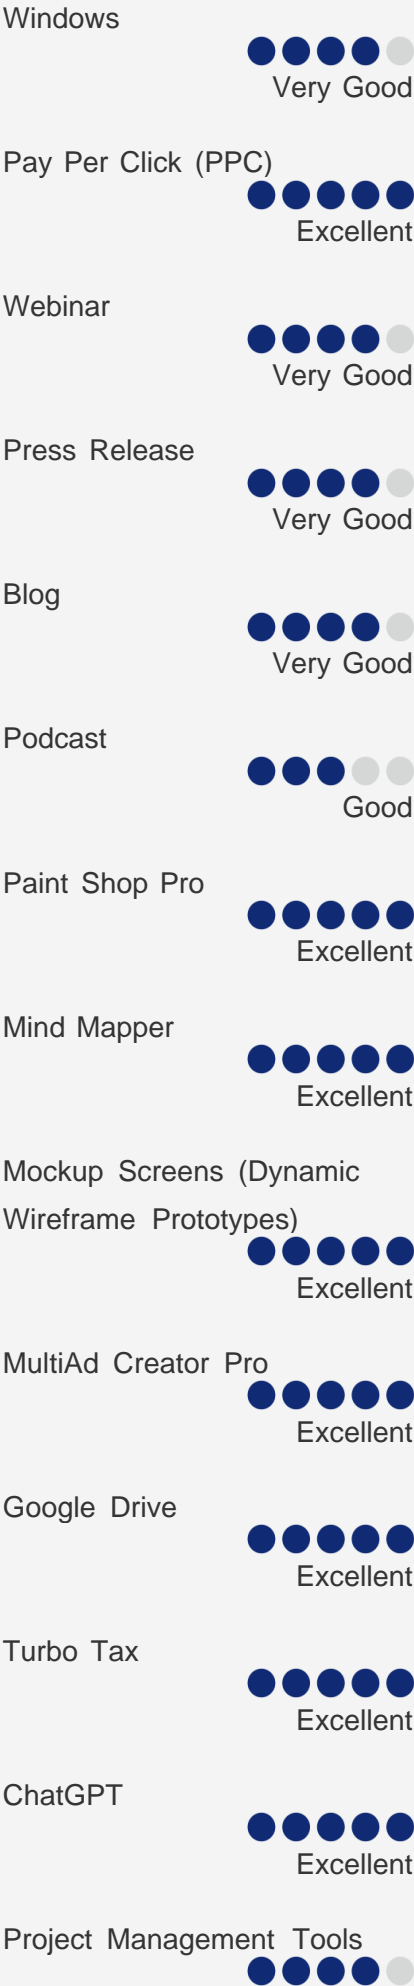 Windows
Very Good
Pay Per Click (PPC)
Excellent
Webinar
Very Good
Press Release
Very Good
Blog
Very Good
Podcast
Good
Paint Shop Pro
Excellent
Mind Mapper
Excellent
Mockup Screens (Dynamic
Wireframe Prototypes)
Excellent
MultiAd Creator Pro
Excellent
Google Drive
Excellent
Turbo Tax
Excellent
ChatGPT
Excellent
Project Management Tools